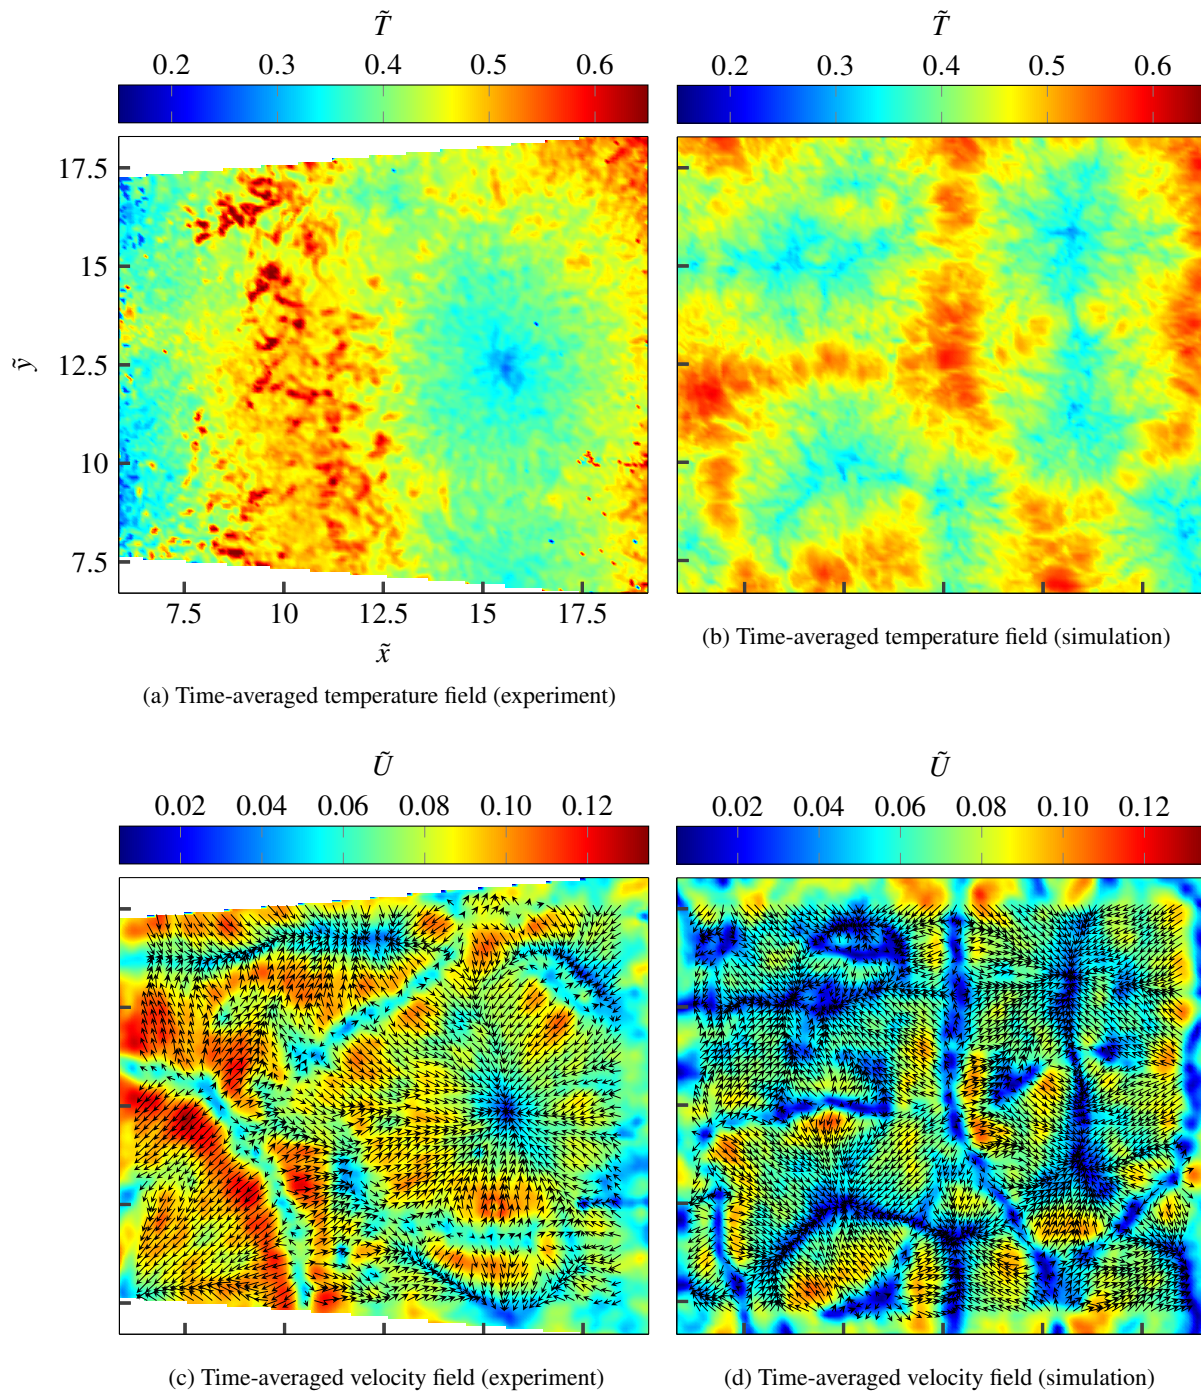 T̃
T̃
0.2 0.3 0.4 0.5 0.6
0.2 0.3 0.4 0.5 0.6
17.5
15
12.5
10
7.5
ỹ
7.5 10 12.5 15 17.5
x̃
(a) Time-averaged temperature field (experiment)
(b) Time-averaged temperature field (simulation)
Ũ
Ũ
0.02 0.04 0.06 0.08 0.10 0.12
0.02 0.04 0.06 0.08 0.10 0.12
(c) Time-averaged velocity field (experiment)
(d) Time-averaged velocity field (simulation)